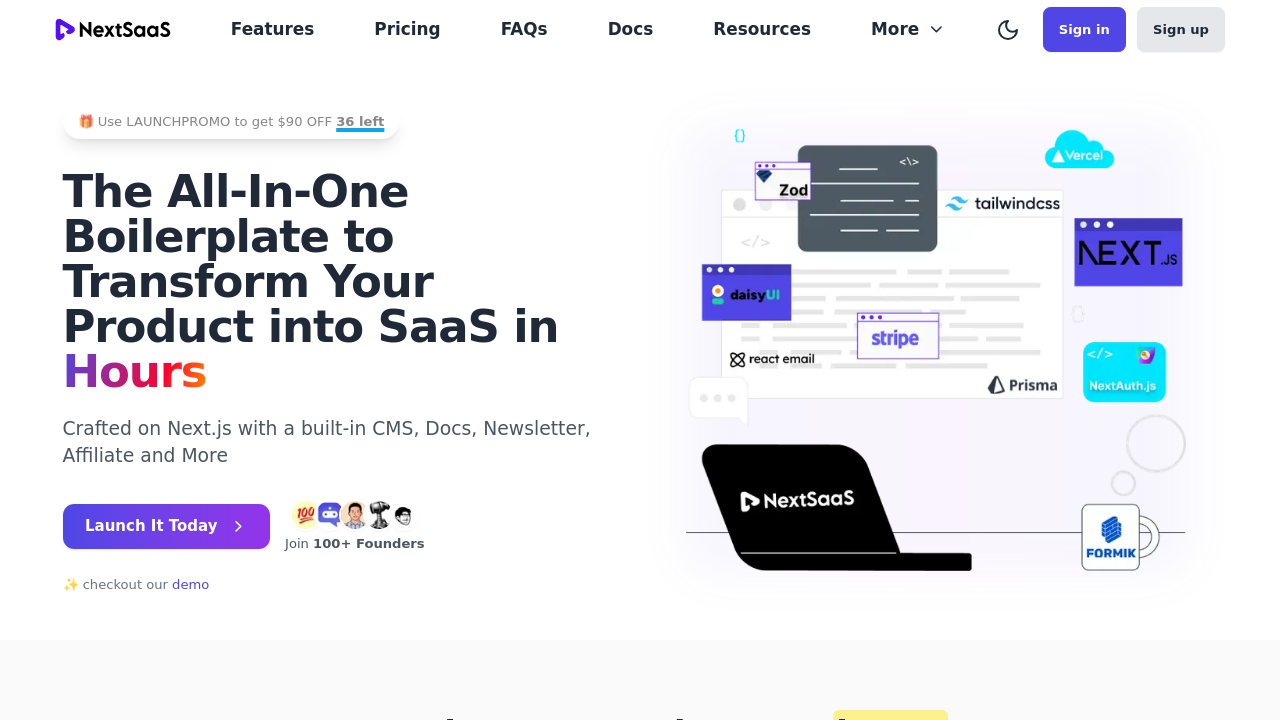 NextSaaS
Features
Pricing
FAQs
Docs
Resources
More
Sign in
Sign up
🎁 Use LAUNCHPROMO to get $90 OFF 36 left
The All-In-One
Boilerplate to
Transform Your
Product into SaaS in
Hours
Crafted on Next.js with a built-in CMS, Docs, Newsletter,
Affiliate and More
Launch It Today
💯
Join 100+ Founders
✨ checkout our demo
{}
Vercel
<\>
Zod
tailwindcss
</>
NEXT.JS
daisyUI
stripe
react email
</>
NextAuth.js
Prisma
NextSaaS
FORMIK